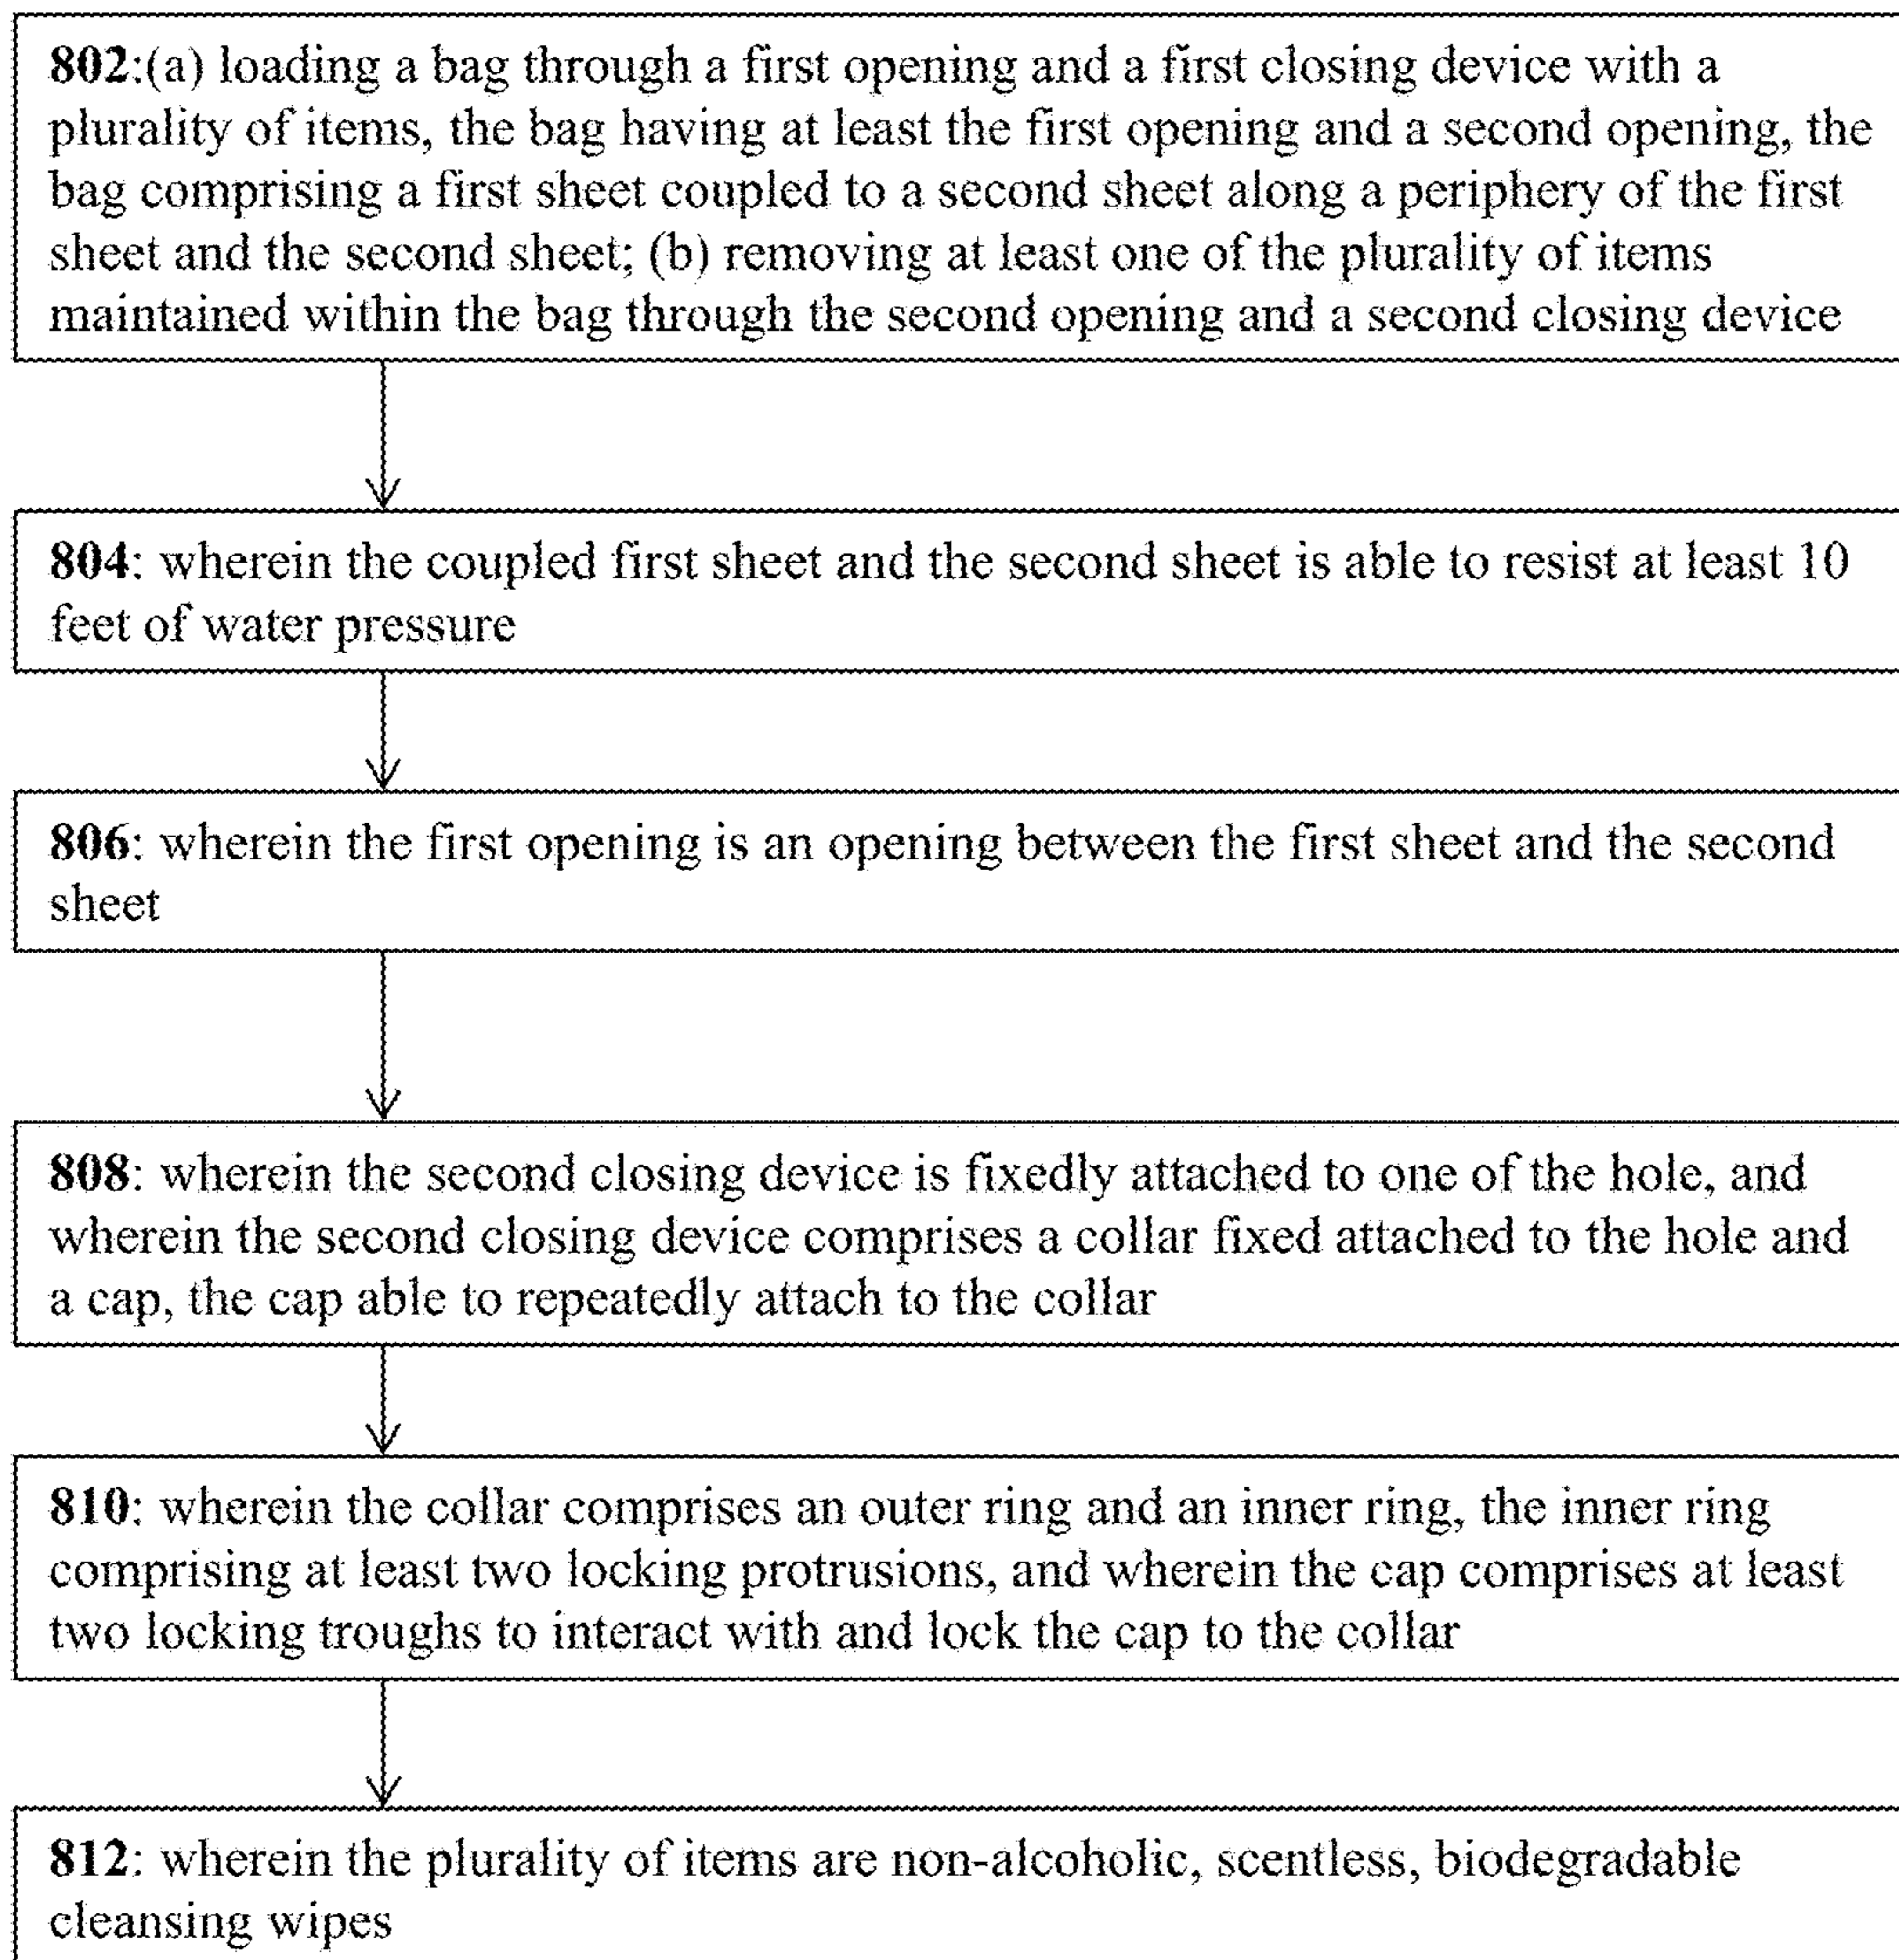 802:(a) loading a bag through a first opening and a first closing device with a
plurality of items, the bag having at least the first opening and a second opening, the
bag comprising a first sheet coupled to a second sheet along a periphery of the first
sheet and the second sheet; (b) removing at least one of the plurality of items
maintained within the bag through the second opening and a second closing device
804: wherein the coupled first sheet and the second sheet is able to resist at least 10
feet of water pressure
806: wherein the first opening is an opening between the first sheet and the second
sheet
808: wherein the second closing device is fixedly attached to one of the hole, and
wherein the second closing device comprises a collar fixed attached to the hole and
a cap, the cap able to repeatedly attach to the collar
810: wherein the collar comprises an outer ring and an inner ring, the inner ring
comprising at least two locking protrusions, and wherein the cap comprises at least
two locking troughs to interact with and lock the cap to the collar
812: wherein the plurality of items are non-alcoholic, scentless, biodegradable
cleansing wipes